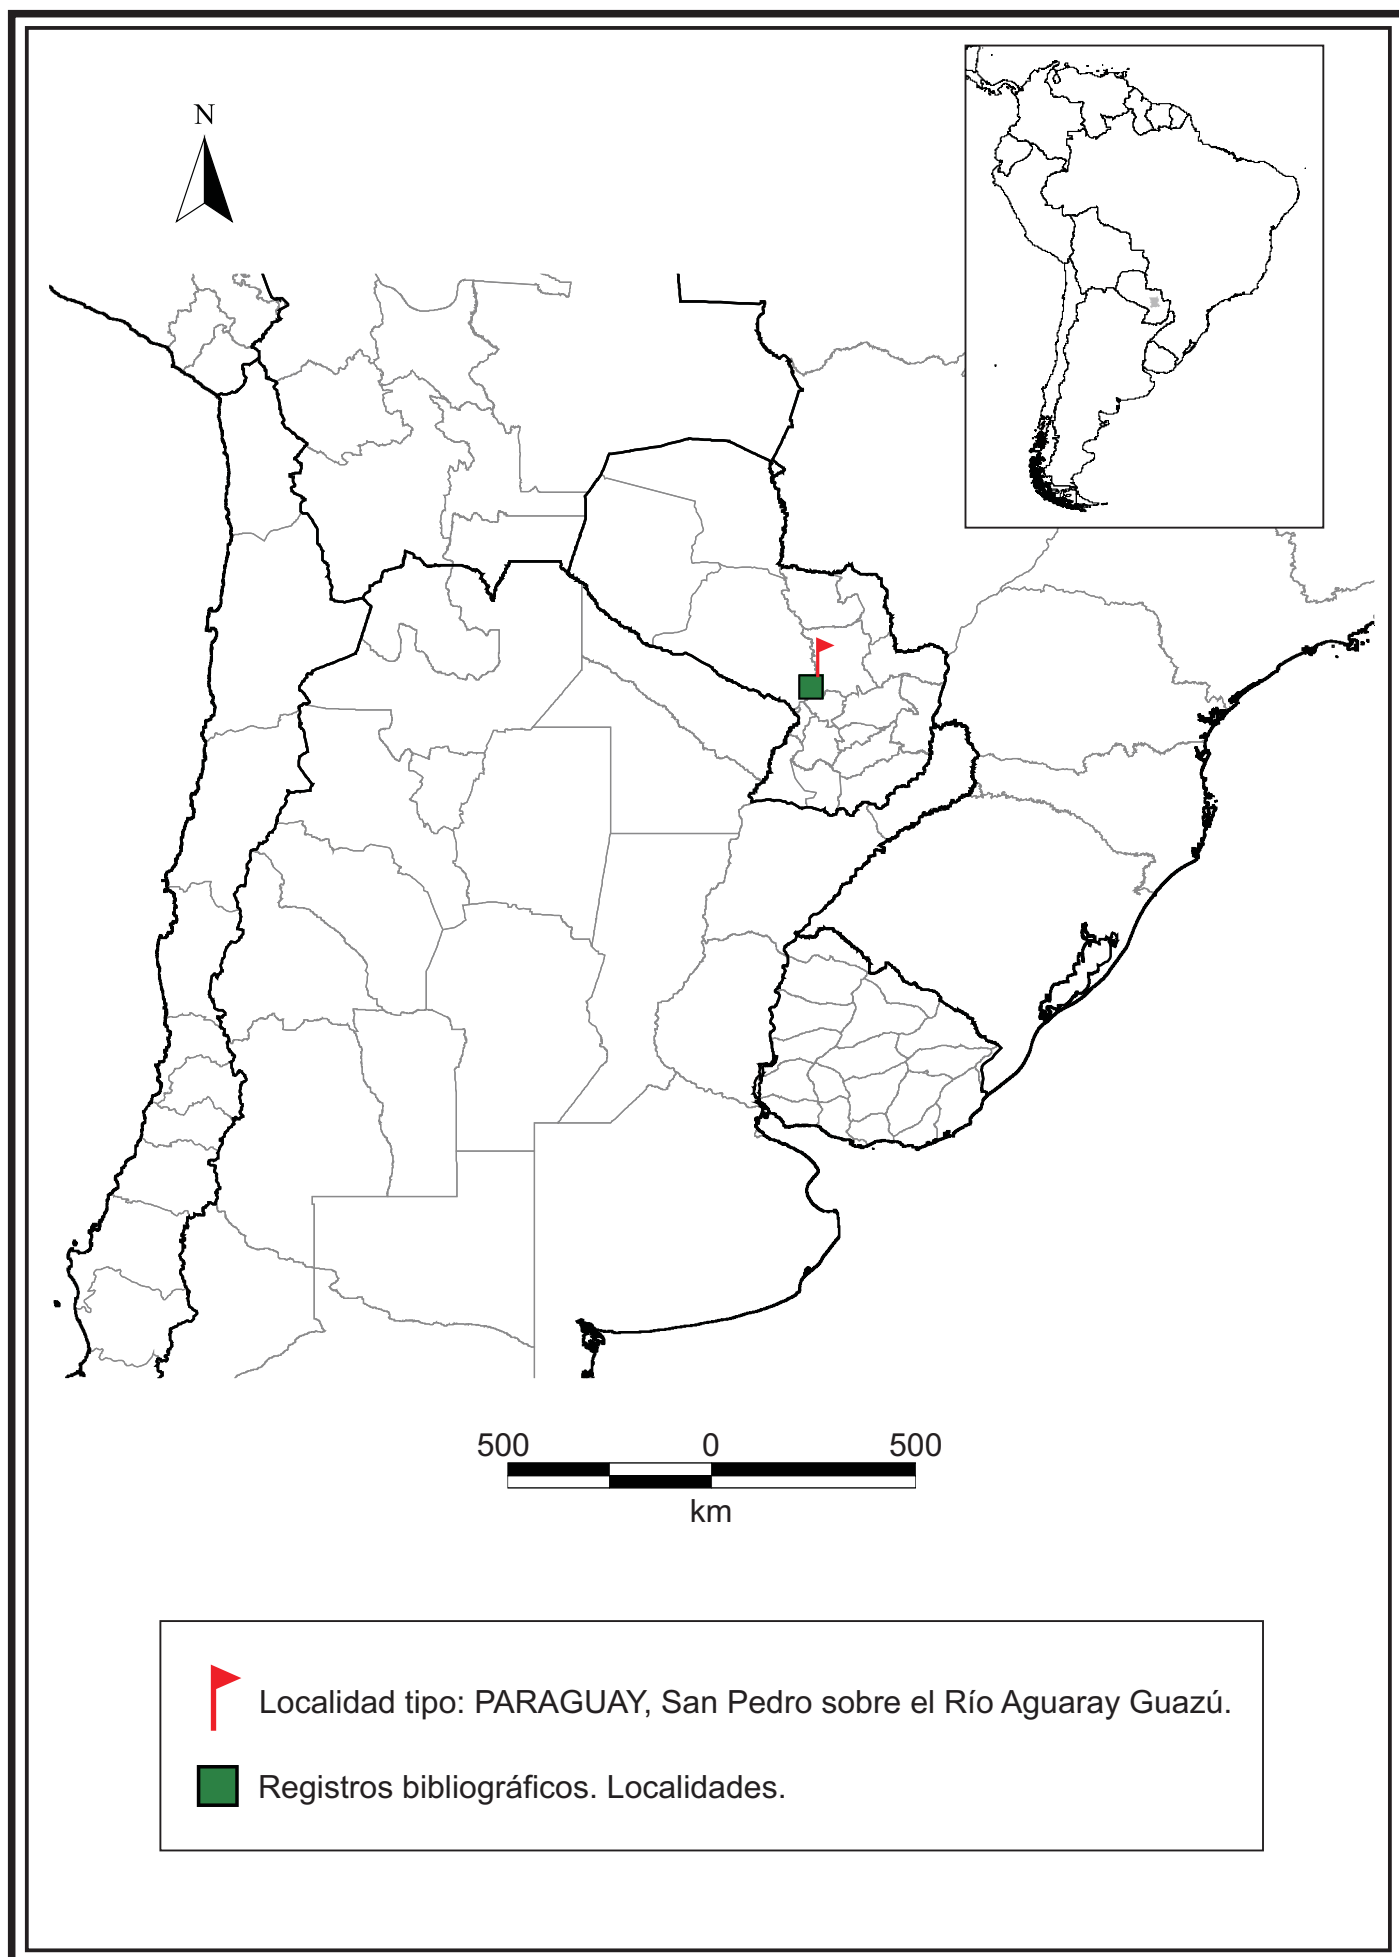 N
500 0 500
km
Localidad tipo: PARAGUAY, San Pedro sobre el Río Aguaray Guazú.
Registros bibliográficos. Localidades.